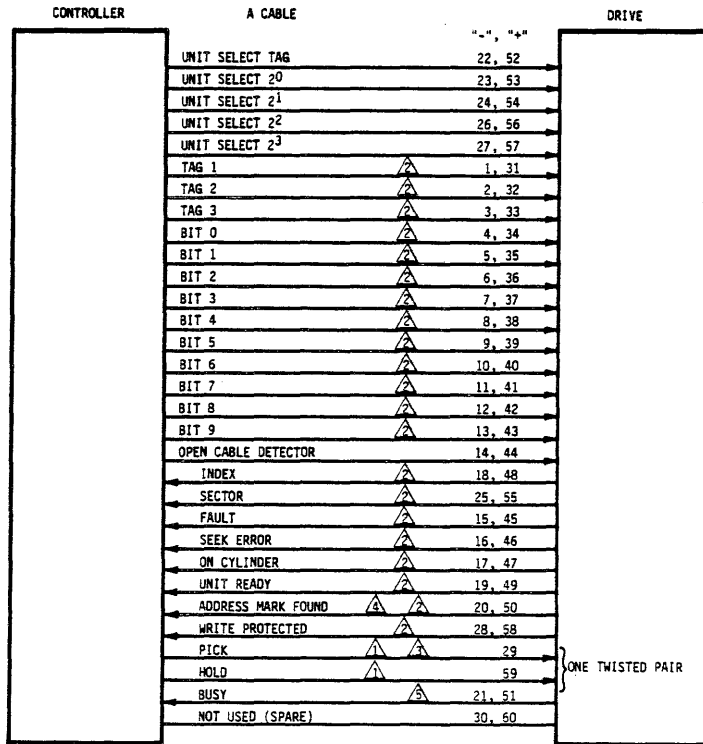 CONTROLLER A CABLE DRIVE
"-", "+"
UNIT SELECT TAG 22, 52
UNIT SELECT 2⁰ 23, 53
UNIT SELECT 2¹ 24, 54
UNIT SELECT 2² 26, 56
UNIT SELECT 2³ 27, 57
TAG 1 2 1, 31
TAG 2 2 2, 32
TAG 3 2 3, 33
BIT 0 2 4, 34
BIT 1 2 5, 35
BIT 2 2 6, 36
BIT 3 2 7, 37
BIT 4 2 8, 38
BIT 5 2 9, 39
BIT 6 2 10, 40
BIT 7 2 11, 41
BIT 8 2 12, 42
BIT 9 2 13, 43
OPEN CABLE DETECTOR 14, 44
INDEX 2 18, 48
SECTOR 2 25, 55
FAULT 2 15, 45
SEEK ERROR 2 16, 46
ON CYLINDER 2 17, 47
UNIT READY 2 19, 49
ADDRESS MARK FOUND 4 2 20, 50
WRITE PROTECTED 2 28, 58
PICK 1 3 29
ONE TWISTED PAIR
HOLD 1 59
BUSY 5 21, 51
NOT USED (SPARE) 30, 60